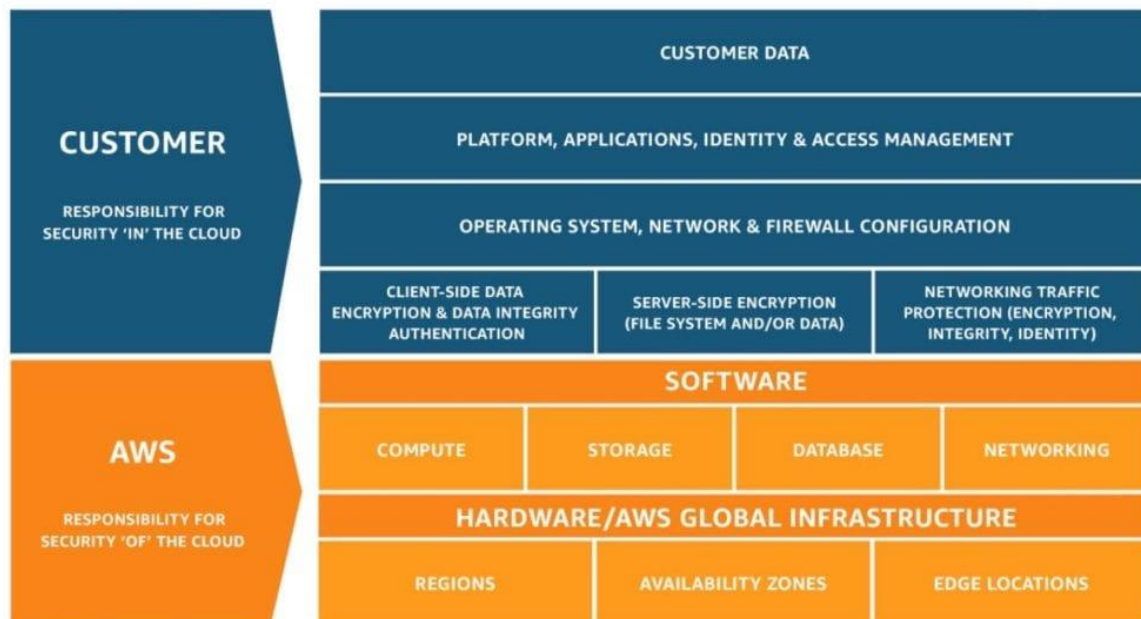 CUSTOMER
RESPONSIBILITY FOR
SECURITY 'IN' THE CLOUD
CUSTOMER DATA
PLATFORM, APPLICATIONS, IDENTITY & ACCESS MANAGEMENT
OPERATING SYSTEM, NETWORK & FIREWALL CONFIGURATION
CLIENT-SIDE DATA
ENCRYPTION & DATA INTEGRITY
AUTHENTICATION
SERVER-SIDE ENCRYPTION
(FILE SYSTEM AND/OR DATA)
NETWORKING TRAFFIC
PROTECTION (ENCRYPTION,
INTEGRITY, IDENTITY)
AWS
RESPONSIBILITY FOR
SECURITY 'OF' THE CLOUD
SOFTWARE
COMPUTE
STORAGE
DATABASE
NETWORKING
HARDWARE/AWS GLOBAL INFRASTRUCTURE
REGIONS
AVAILABILITY ZONES
EDGE LOCATIONS